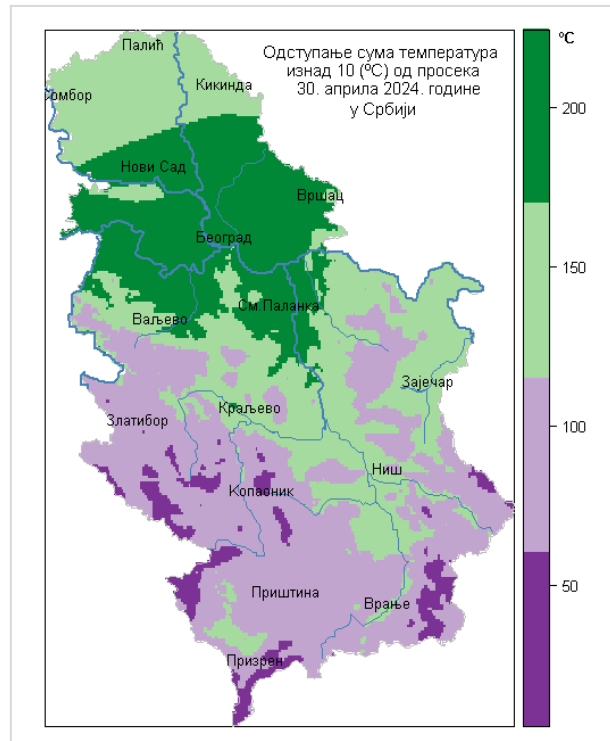 Одступање сума температура
изнад 10 (ºC) од просека
30. априла 2024. године
у Србији
°C
200
150
100
50
Палић
Кикинда
Сомбор
Нови Сад
Вршац
Београд
См.Паланка
Ваљево
Зајечар
Краљево
Златибор
Ниш
Копаоник
Приштина
Врање
Призрен